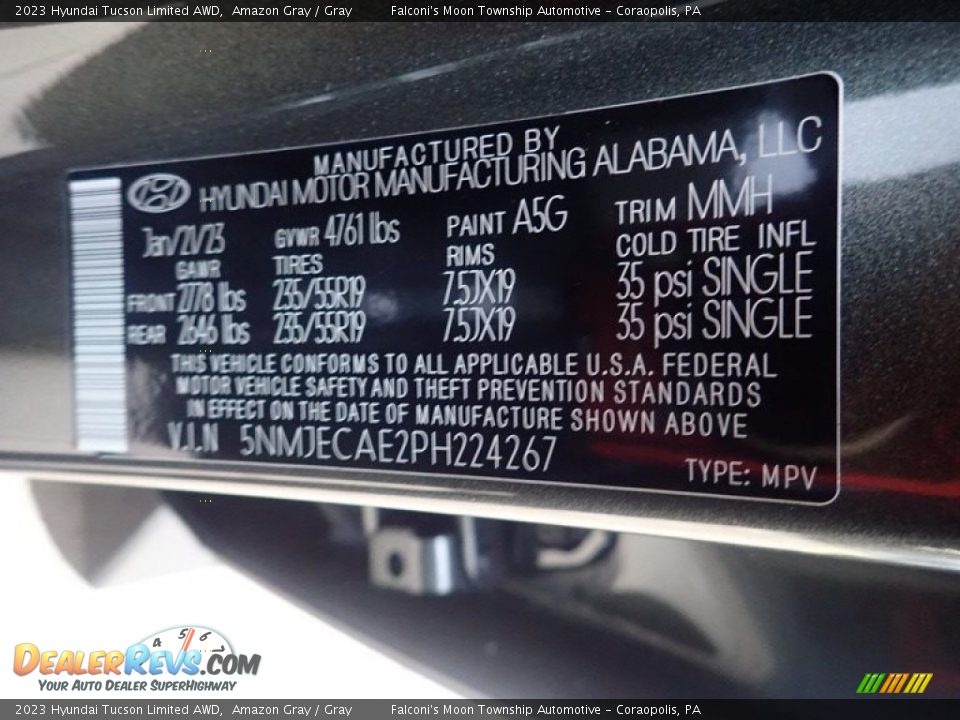 2023 Hyundai Tucson Limited AWD, Amazon Gray / Gray Falconi's Moon Township Automotive - Coraopolis, PA
MANUFACTURED BY
HYUNDAI MOTOR MANUFACTURING ALABAMA, LLC
Jan/21/23 GVWR 4761 lbs PAINT A5G TRIM MMH
GAWR TIRES RIMS COLD TIRE INFL
FRONT 2778 lbs 235/55R19 7.5JX19 35 psi SINGLE
REAR 2646 lbs 235/55R19 7.5JX19 35 psi SINGLE
THIS VEHICLE CONFORMS TO ALL APPLICABLE U.S.A. FEDERAL
MOTOR VEHICLE SAFETY AND THEFT PREVENTION STANDARDS
IN EFFECT ON THE DATE OF MANUFACTURE SHOWN ABOVE
V.I.N 5NMJECAE2PH224267
TYPE: MPV
4 5 6
DEALERREVS.COM
YOUR AUTO DEALER SUPERHIGHWAY
2023 Hyundai Tucson Limited AWD, Amazon Gray / Gray Falconi's Moon Township Automotive - Coraopolis, PA